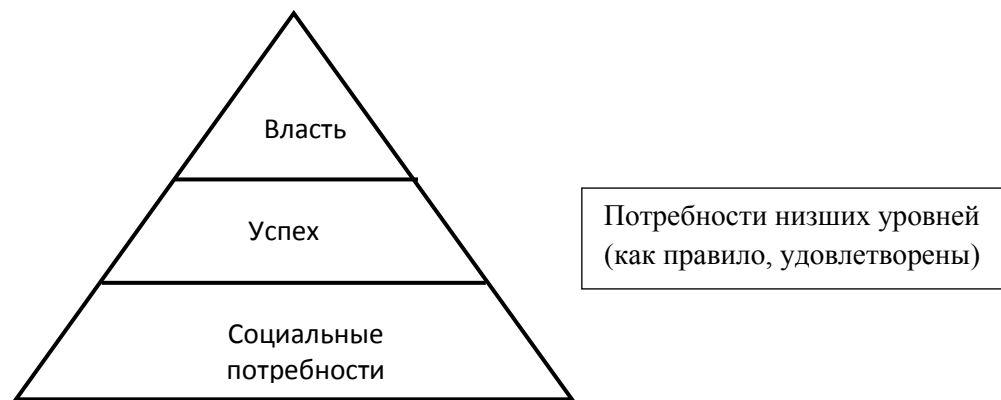 Власть
Успех
Потребности низших уровней
(как правило, удовлетворены)
Социальные
потребности